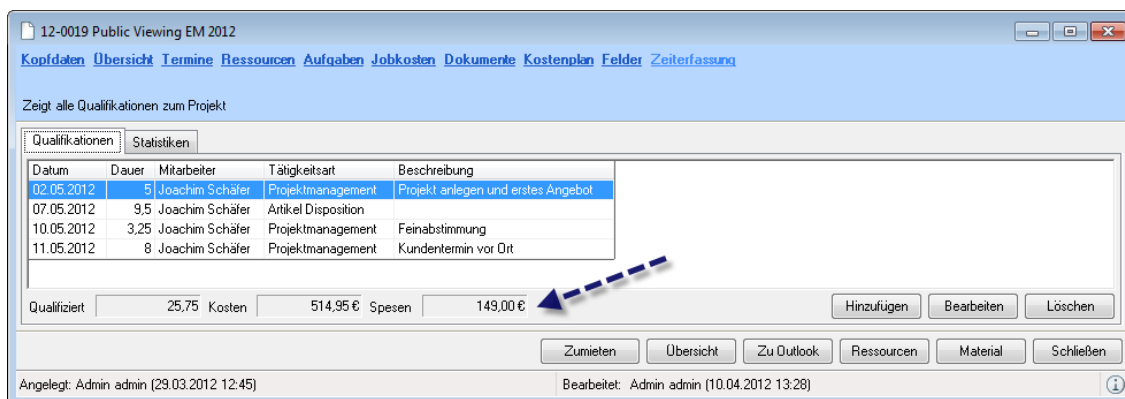 12-0019 Public Viewing EM 2012
Kopfdaten Übersicht Termine Ressourcen Aufgaben Jobkosten Dokumente Kostenplan Felder Zeiterfassung
Zeigt alle Qualifikationen zum Projekt
Qualifikationen Statistiken
Datum Dauer Mitarbeiter Tätigkeitsart Beschreibung
02.05.2012 5 Joachim Schäfer Projektmanagement Projekt anlegen und erstes Angebot
07.05.2012 9,5 Joachim Schäfer Artikel Disposition
10.05.2012 3,25 Joachim Schäfer Projektmanagement Feinabstimmung
11.05.2012 8 Joachim Schäfer Projektmanagement Kundentermin vor Ort
Qualifiziert 25,75 Kosten 514,95 € Spesen 149,00 € Hinzufügen Bearbeiten Löschen
Zumieten Übersicht Zu Outlook Ressourcen Material Schließen
Angelegt: Admin admin (29.03.2012 12:45) Bearbeitet: Admin admin (10.04.2012 13:28)